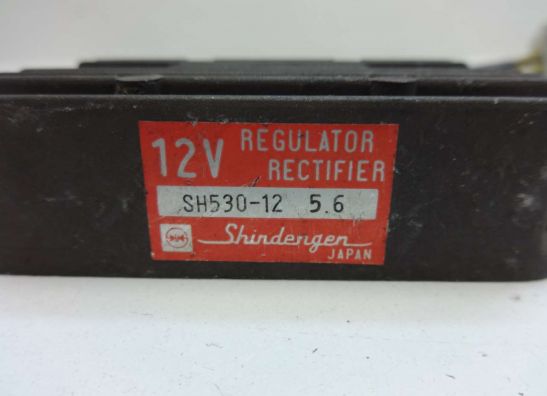 12V REGULATOR
RECTIFIER
SH530-12 5.6
Shindengen
JAPAN